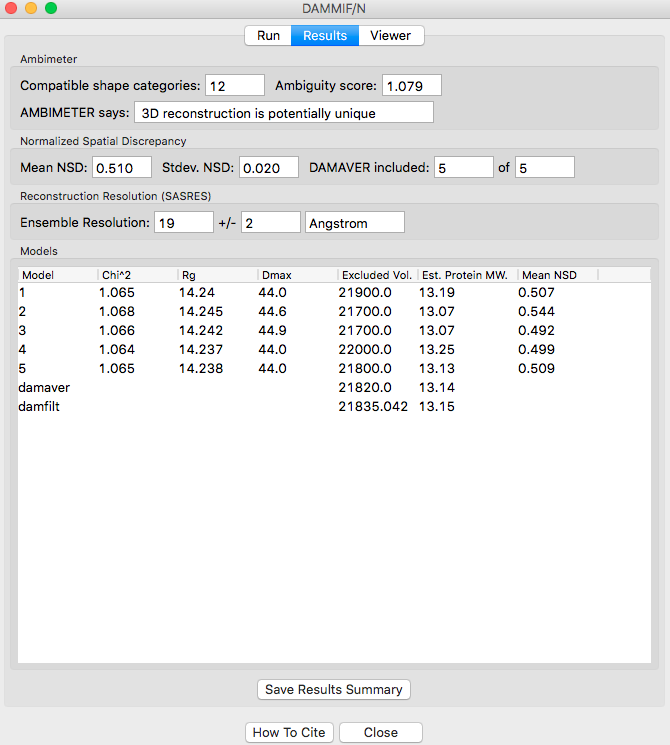 DAMMIF/N
Run Results Viewer
Ambimeter
Compatible shape categories: 12 Ambiguity score: 1.079
AMBIMETER says: 3D reconstruction is potentially unique
Normalized Spatial Discrepancy
Mean NSD: 0.510 Stdev. NSD: 0.020 DAMAVER included: 5 of 5
Reconstruction Resolution (SASRES)
Ensemble Resolution: 19 +/- 2 Angstrom
Models
Model Chi^2 Rg Dmax Excluded Vol. Est. Protein MW. Mean NSD
1 1.065 14.24 44.0 21900.0 13.19 0.507
2 1.068 14.245 44.6 21700.0 13.07 0.544
3 1.066 14.242 44.9 21700.0 13.07 0.492
4 1.064 14.237 44.0 22000.0 13.25 0.499
5 1.065 14.238 44.0 21800.0 13.13 0.509
damaver 21820.0 13.14
damfilt 21835.042 13.15
Save Results Summary
How To Cite Close